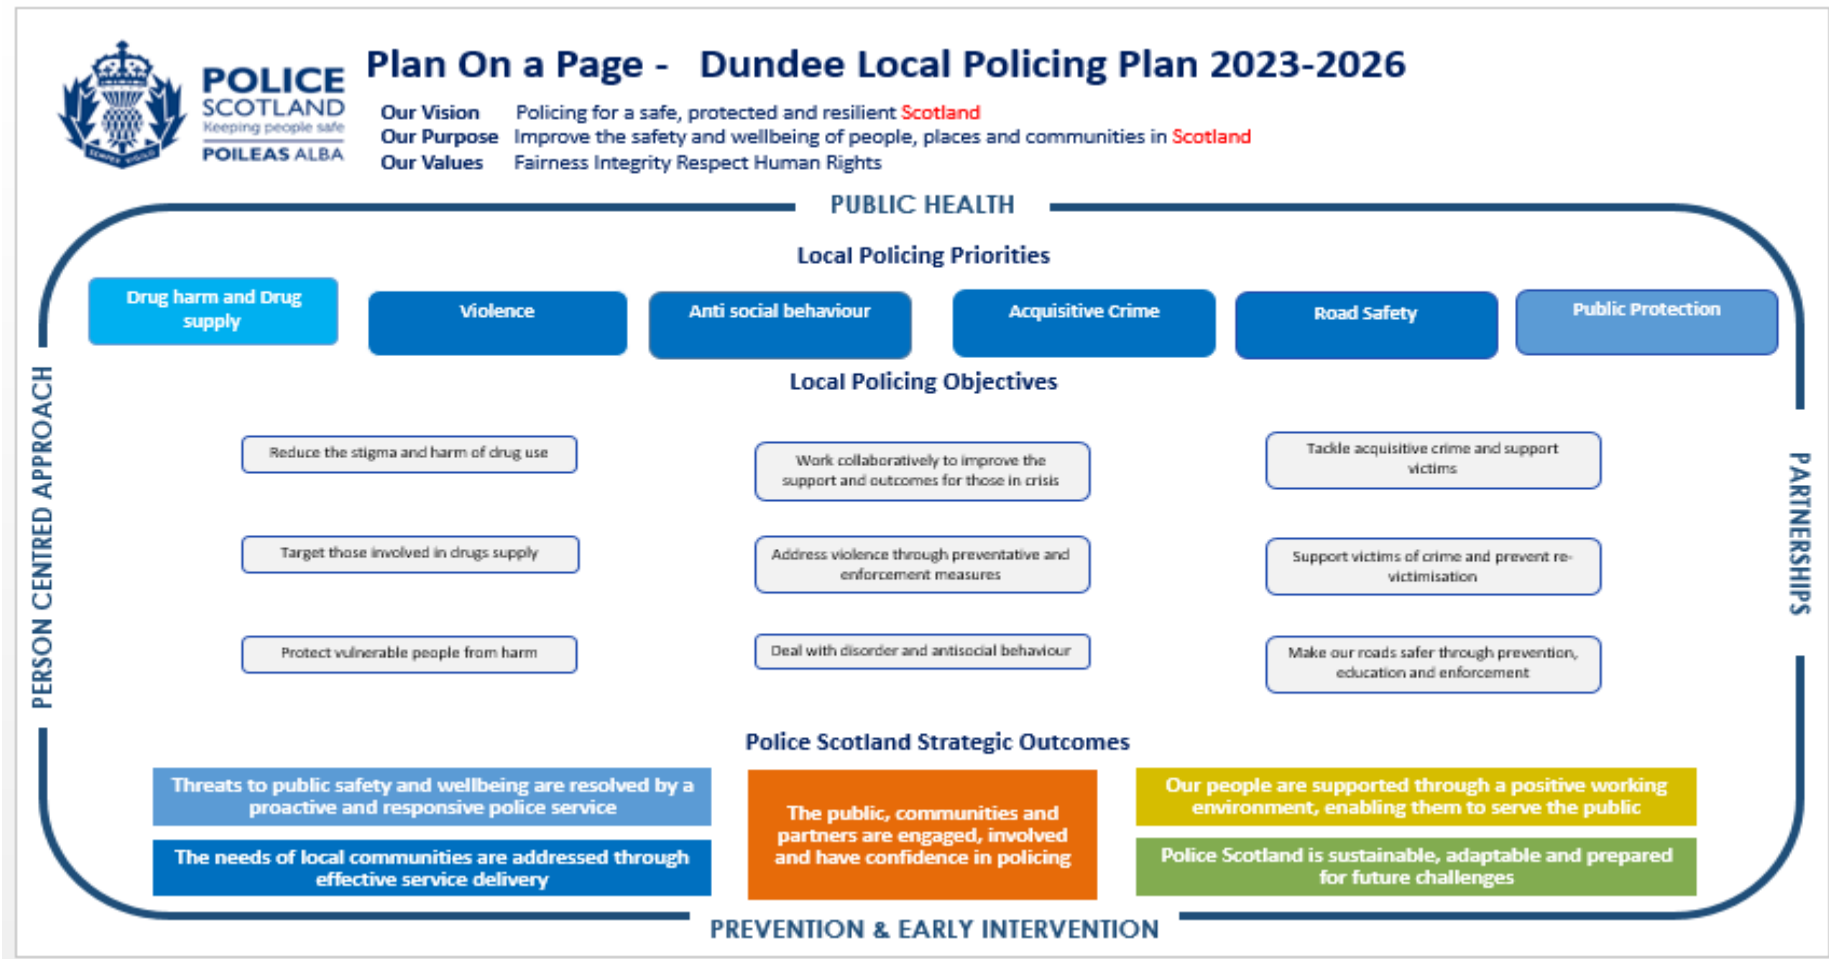 POLICE
SCOTLAND
Keeping people safe
POILEAS ALBA
SEMPER VIGILO
Plan On a Page - Dundee Local Policing Plan 2023-2026
Our Vision Policing for a safe, protected and resilient Scotland
Our Purpose Improve the safety and wellbeing of people, places and communities in Scotland
Our Values Fairness Integrity Respect Human Rights
PUBLIC HEALTH
Local Policing Priorities
Drug harm and Drug
supply
Violence
Anti social behaviour
Acquisitive Crime
Road Safety
Public Protection
PERSON CENTRED APPROACH
PARTNERSHIPS
Local Policing Objectives
Reduce the stigma and harm of drug use
Work collaboratively to improve the
support and outcomes for those in crisis
Tackle acquisitive crime and support
victims
Target those involved in drugs supply
Address violence through preventative and
enforcement measures
Support victims of crime and prevent re-
victimisation
Protect vulnerable people from harm
Deal with disorder and antisocial behaviour
Make our roads safer through prevention,
education and enforcement
Police Scotland Strategic Outcomes
Threats to public safety and wellbeing are resolved by a
proactive and responsive police service
The needs of local communities are addressed through
effective service delivery
The public, communities and
partners are engaged, involved
and have confidence in policing
Our people are supported through a positive working
environment, enabling them to serve the public
Police Scotland is sustainable, adaptable and prepared
for future challenges
PREVENTION & EARLY INTERVENTION